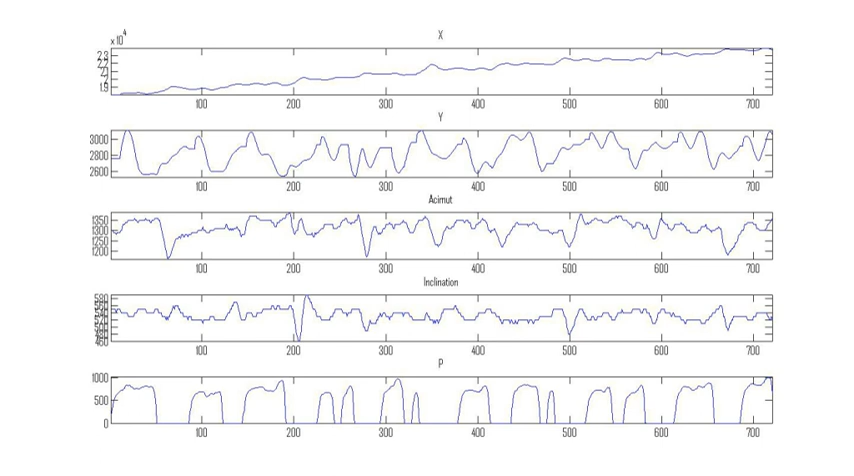 X
x 10^4
2.3
2.2
2.1
2
1.9
100 200 300 400 500 600 700
Y
3000
2800
2600
100 200 300 400 500 600 700
Acimut
1350
1300
1250
1200
100 200 300 400 500 600 700
Inclination
580
560
540
520
500
480
460
100 200 300 400 500 600 700
P
1000
500
0
100 200 300 400 500 600 700